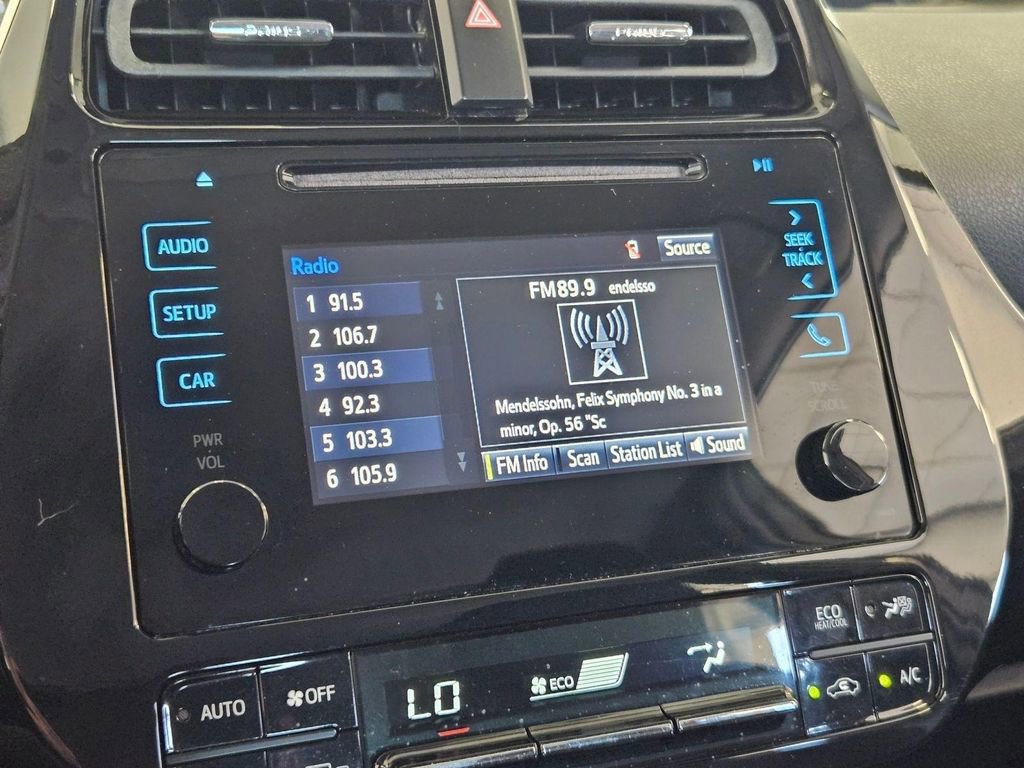 AUDIO
SETUP
CAR
PWR
VOL
Radio
Source
1 91.5
2 106.7
3 100.3
4 92.3
5 103.3
6 105.9
FM89.9 endelsso
Mendelssohn, Felix Symphony No. 3 in a
minor, Op. 56 "Sc
FM Info
Scan
Station List
Sound
SEEK
TRACK
TUNE
SCROLL
AUTO
OFF
LO
ECO
ECO
HEAT/COOL
A/C